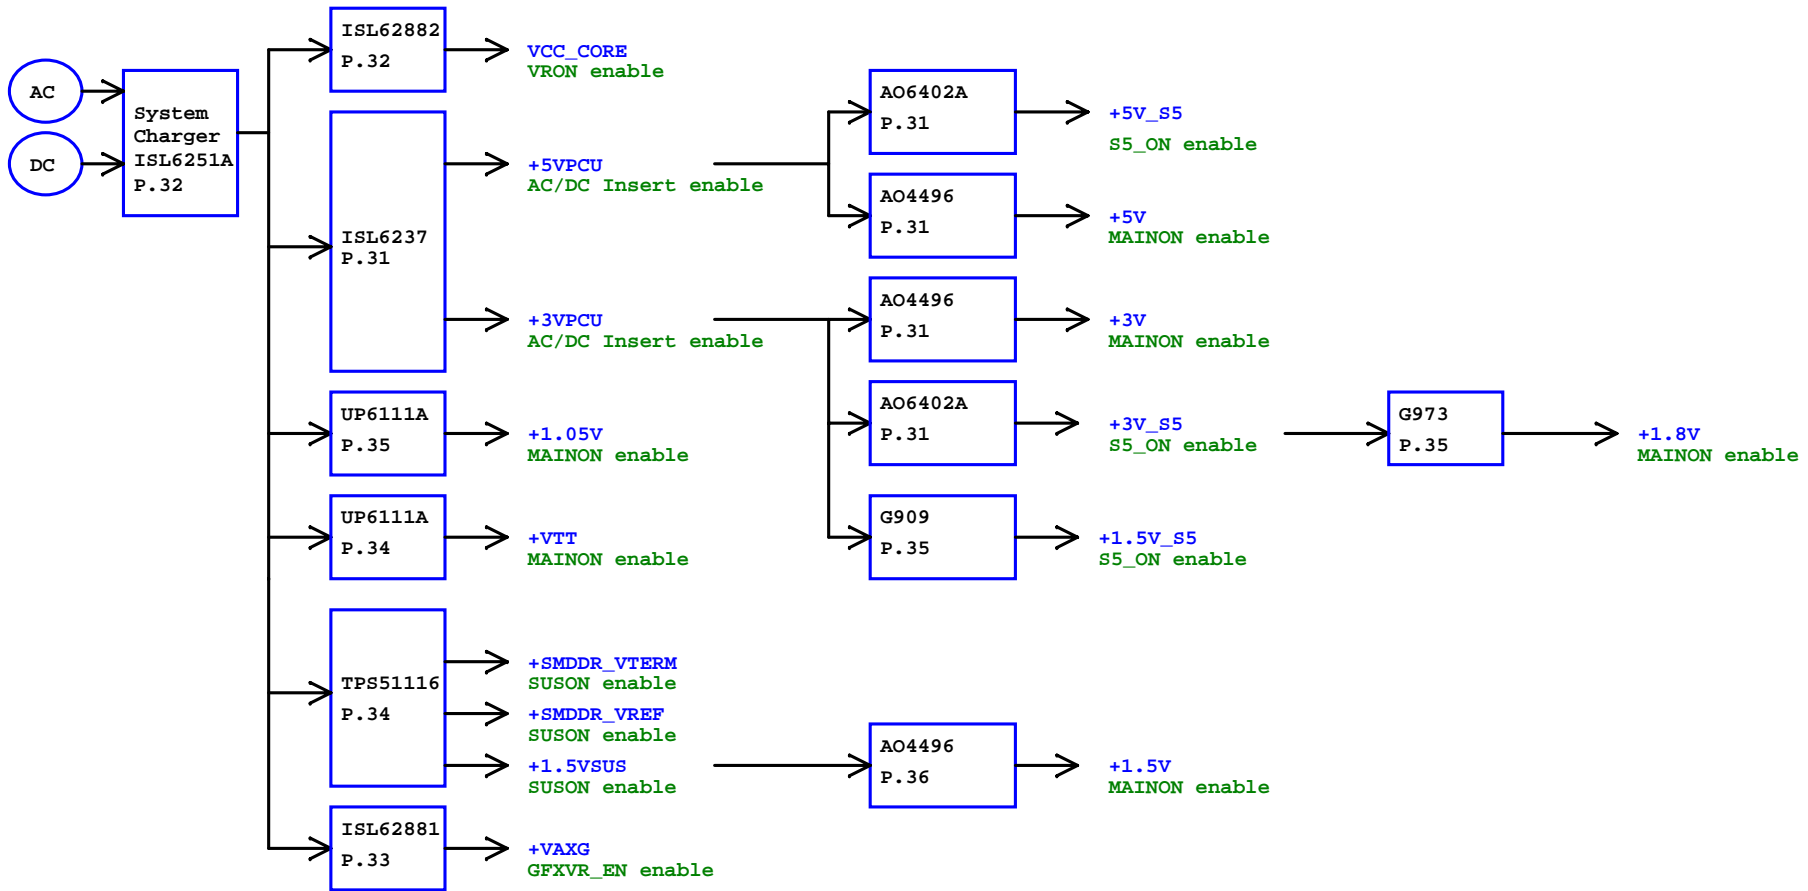 AC
DC
System
Charger
ISL6251A
P.32
ISL62882
P.32
VCC_CORE
VRON enable
ISL6237
P.31
+5VPCU
AC/DC Insert enable
+3VPCU
AC/DC Insert enable
AO6402A
P.31
+5V_S5
S5_ON enable
AO4496
P.31
+5V
MAINON enable
AO4496
P.31
+3V
MAINON enable
AO6402A
P.31
+3V_S5
S5_ON enable
G973
P.35
+1.8V
MAINON enable
G909
P.35
+1.5V_S5
S5_ON enable
UP6111A
P.35
+1.05V
MAINON enable
UP6111A
P.34
+VTT
MAINON enable
TPS51116
P.34
+SMDDR_VTERM
SUSON enable
+SMDDR_VREF
SUSON enable
+1.5VSUS
SUSON enable
AO4496
P.36
+1.5V
MAINON enable
ISL62881
P.33
+VAXG
GFXVR_EN enable